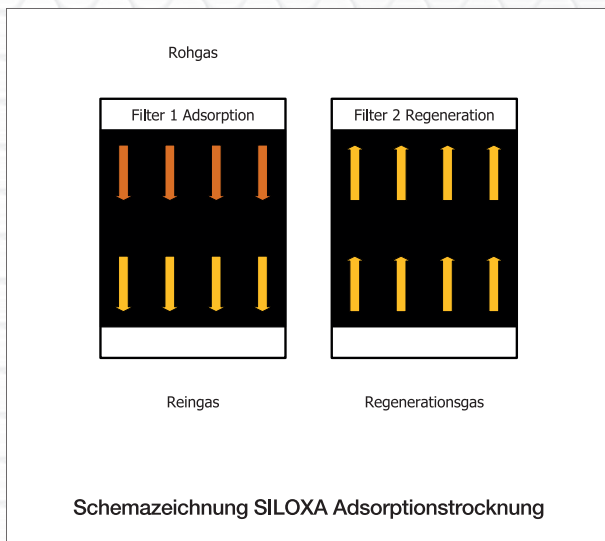 Rohgas
Filter 1 Adsorption
Filter 2 Regeneration
Reingas
Regenerationsgas
Schemazeichnung SILOXA Adsorptionstrocknung